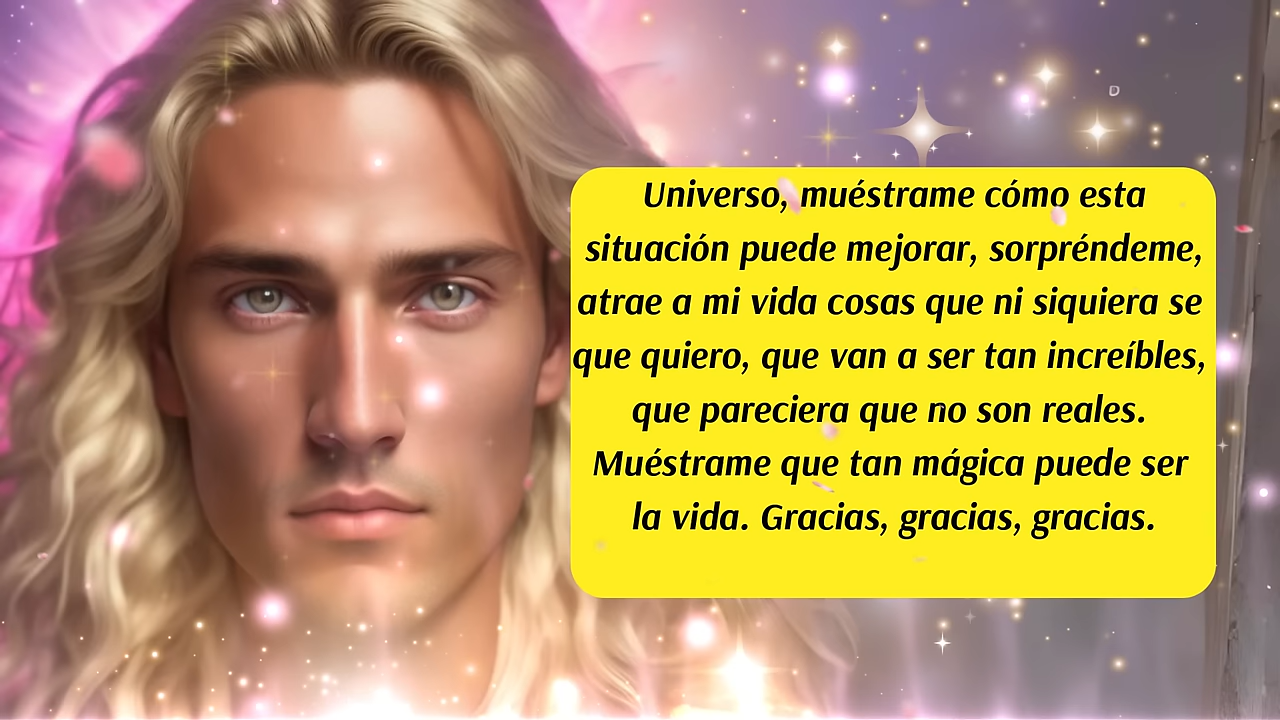 Universo, muéstrame cómo esta
situación puede mejorar, sorpréndeme,
atrae a mi vida cosas que ni siquiera se
que quiero, que van a ser tan increíbles,
que pareciera que no son reales.
Muéstrame que tan mágica puede ser
la vida. Gracias, gracias, gracias.